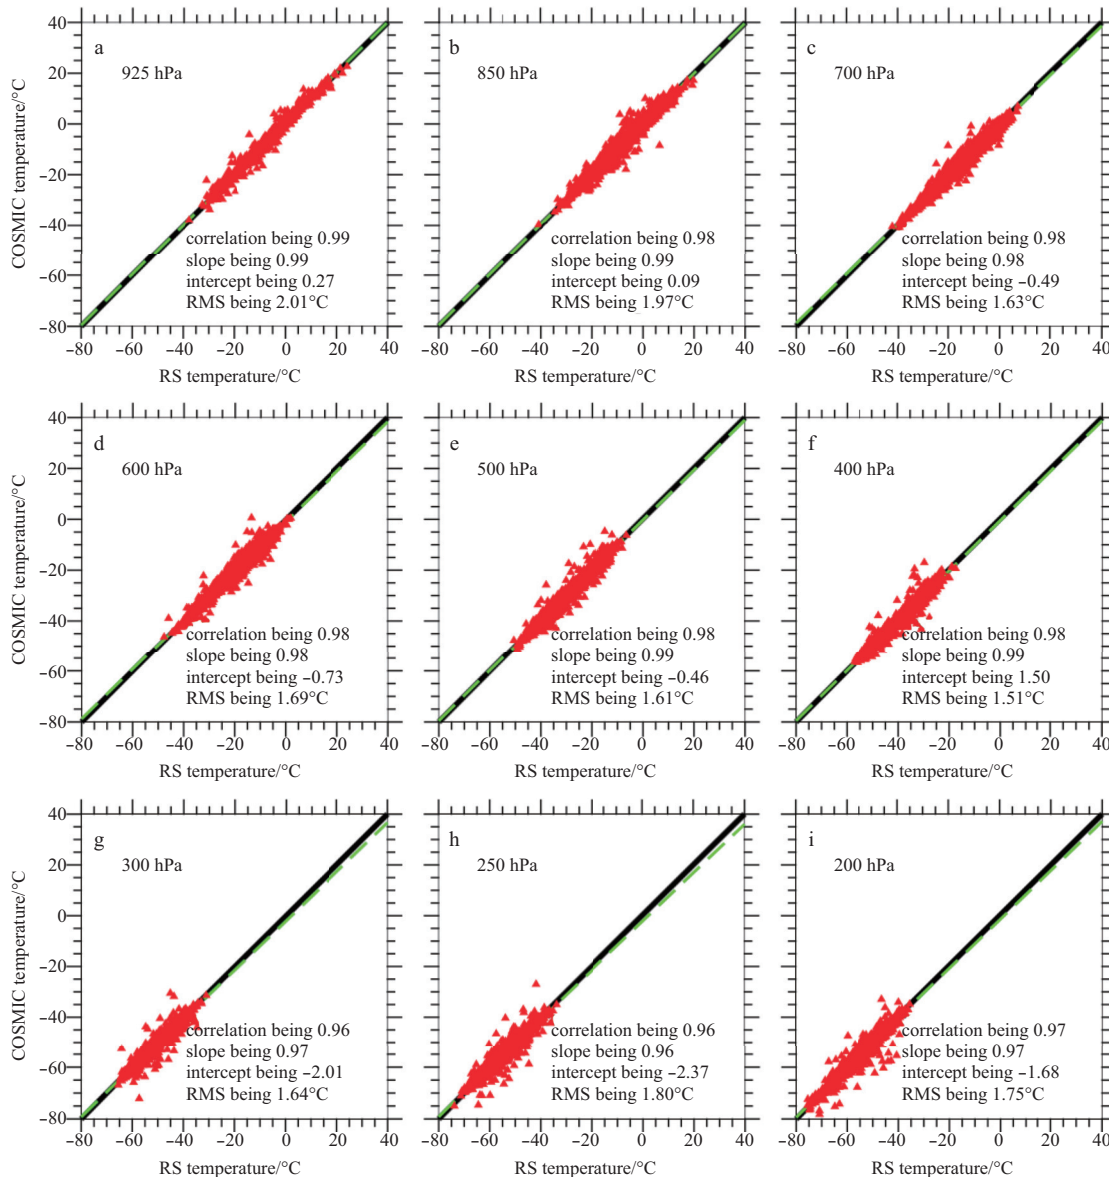 a
925 hPa
correlation being 0.99
slope being 0.99
intercept being 0.27
RMS being 2.01°C
40
20
0
−20
−40
−60
−80
COSMIC temperature/°C
−80 −60 −40 −20 0 20 40
RS temperature/°C
b
850 hPa
correlation being 0.98
slope being 0.99
intercept being 0.09
RMS being 1.97°C
−80 −60 −40 −20 0 20 40
RS temperature/°C
c
700 hPa
correlation being 0.98
slope being 0.98
intercept being −0.49
RMS being 1.63°C
−80 −60 −40 −20 0 20 40
RS temperature/°C
d
600 hPa
correlation being 0.98
slope being 0.98
intercept being −0.73
RMS being 1.69°C
40
20
0
−20
−40
−60
−80
COSMIC temperature/°C
−80 −60 −40 −20 0 20 40
RS temperature/°C
e
500 hPa
correlation being 0.98
slope being 0.99
intercept being −0.46
RMS being 1.61°C
−80 −60 −40 −20 0 20 40
RS temperature/°C
f
400 hPa
correlation being 0.98
slope being 0.99
intercept being 1.50
RMS being 1.51°C
−80 −60 −40 −20 0 20 40
RS temperature/°C
g
300 hPa
correlation being 0.96
slope being 0.97
intercept being −2.01
RMS being 1.64°C
40
20
0
−20
−40
−60
−80
COSMIC temperature/°C
−80 −60 −40 −20 0 20 40
RS temperature/°C
h
250 hPa
correlation being 0.96
slope being 0.96
intercept being −2.37
RMS being 1.80°C
−80 −60 −40 −20 0 20 40
RS temperature/°C
i
200 hPa
correlation being 0.97
slope being 0.97
intercept being −1.68
RMS being 1.75°C
−80 −60 −40 −20 0 20 40
RS temperature/°C